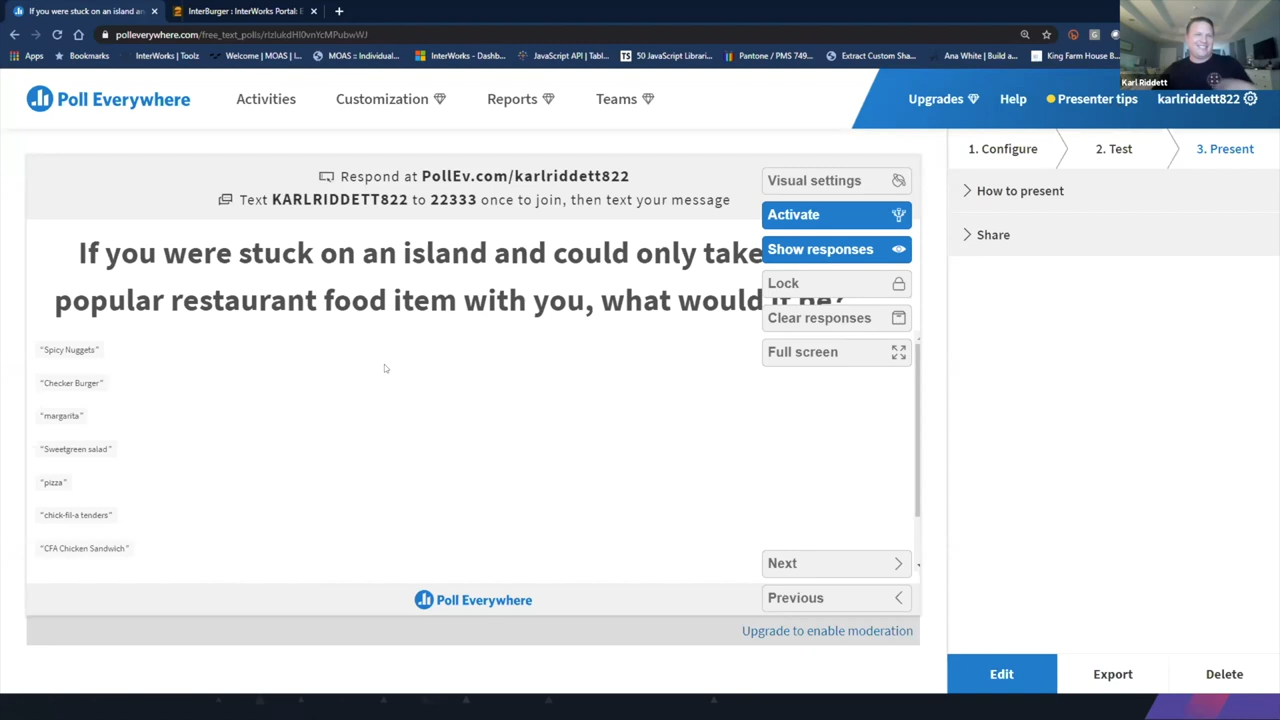 If you were stuck on an island an
InterBurger : InterWorks Portal: E
polleverywhere.com/free_text_polls/rlzlukdHl0vnYcMPubwWJ
Apps
Bookmarks
InterWorks | Toolz
Welcome | MOAS | I...
MOAS = Individual...
InterWorks - Dashb...
JavaScript API | Tabl...
TS
50 JavaScript Librari...
Pantone / PMS 749...
Extract Custom Sha...
Ana White | Build a...
King Farm House B...
Karl Riddett
Poll Everywhere
Activities
Customization
Reports
Teams
Upgrades
Help
Presenter tips
karlriddett822
1. Configure
2. Test
3. Present
How to present
Share
Respond at PollEv.com/karlriddett822
Text KARLRIDDETT822 to 22333 once to join, then text your message
If you were stuck on an island and could only take
popular restaurant food item with you, what would it be?
Visual settings
Activate
Show responses
Lock
Clear responses
Full screen
"Spicy Nuggets"
"Checker Burger"
"margarita"
"Sweetgreen salad"
"pizza"
"chick-fil-a tenders"
"CFA Chicken Sandwich"
Next
Previous
Poll Everywhere
Upgrade to enable moderation
Edit
Export
Delete